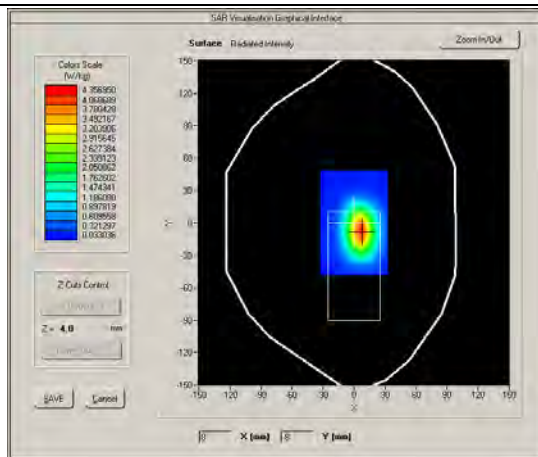 SAR Visualisation Graphical Interface
Surface Radiated Intensity
Zoom In/Out
Colors Scale
(W/kg)
4.356950
4.068689
3.780428
3.492167
3.203906
2.915645
2.627384
2.339123
2.050862
1.762602
1.474341
1.186080
0.897819
0.609558
0.321297
0.033036
150
120
90
60
30
0
-30
-60
-90
-120
-150
Y
-150 -120 -90 -60 -30 0 30 60 90 120 150
X
Z Cuts Control
Z = 4.0 mm
SAVE
Cancel
8 X (mm) -8 Y (mm)